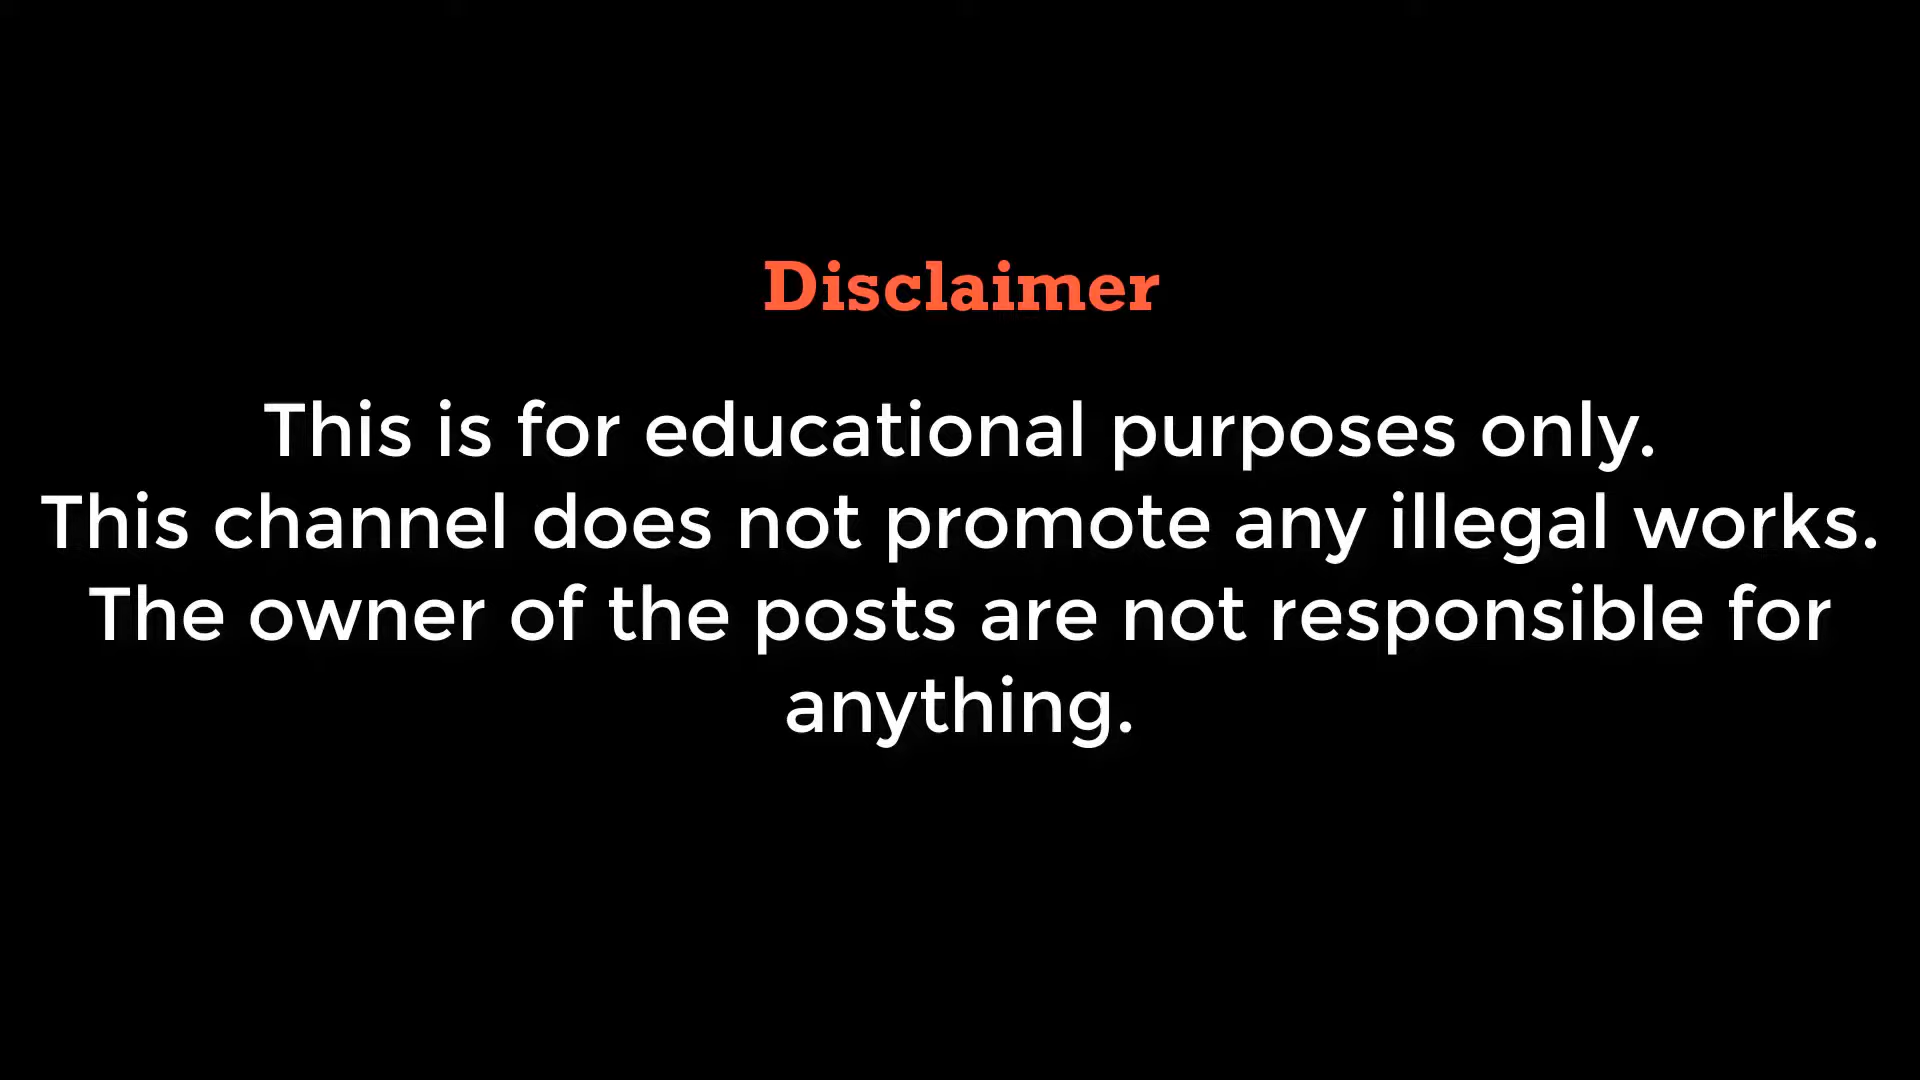 Disclaimer
This is for educational purposes only.
This channel does not promote any illegal works.
The owner of the posts are not responsible for
anything.